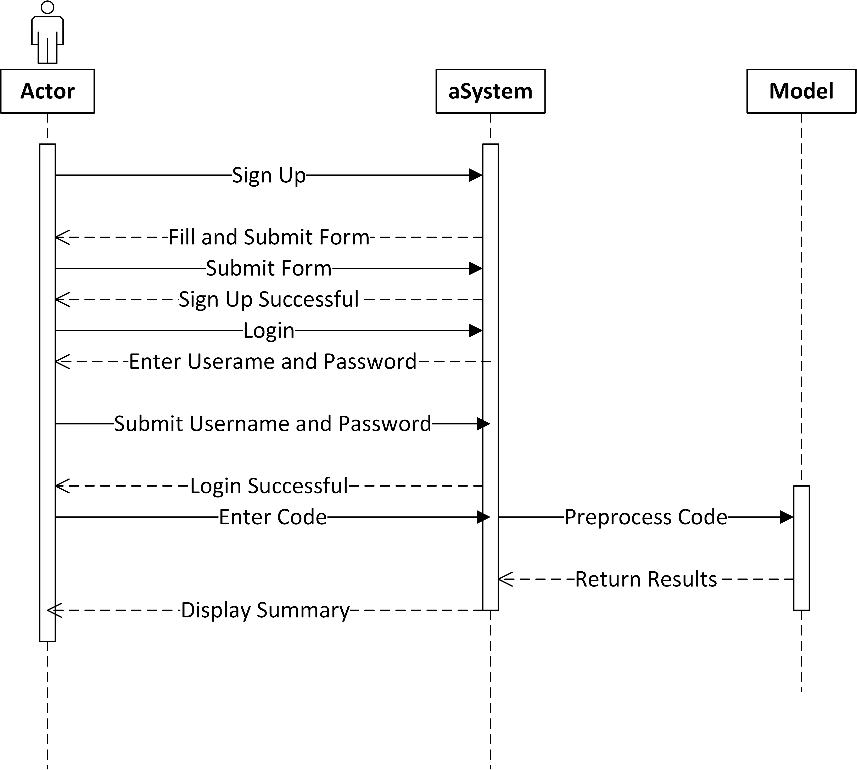 Actor
aSystem
Model
Sign Up
Fill and Submit Form
Submit Form
Sign Up Successful
Login
Enter Userame and Password
Submit Username and Password
Login Successful
Enter Code
Preprocess Code
Return Results
Display Summary